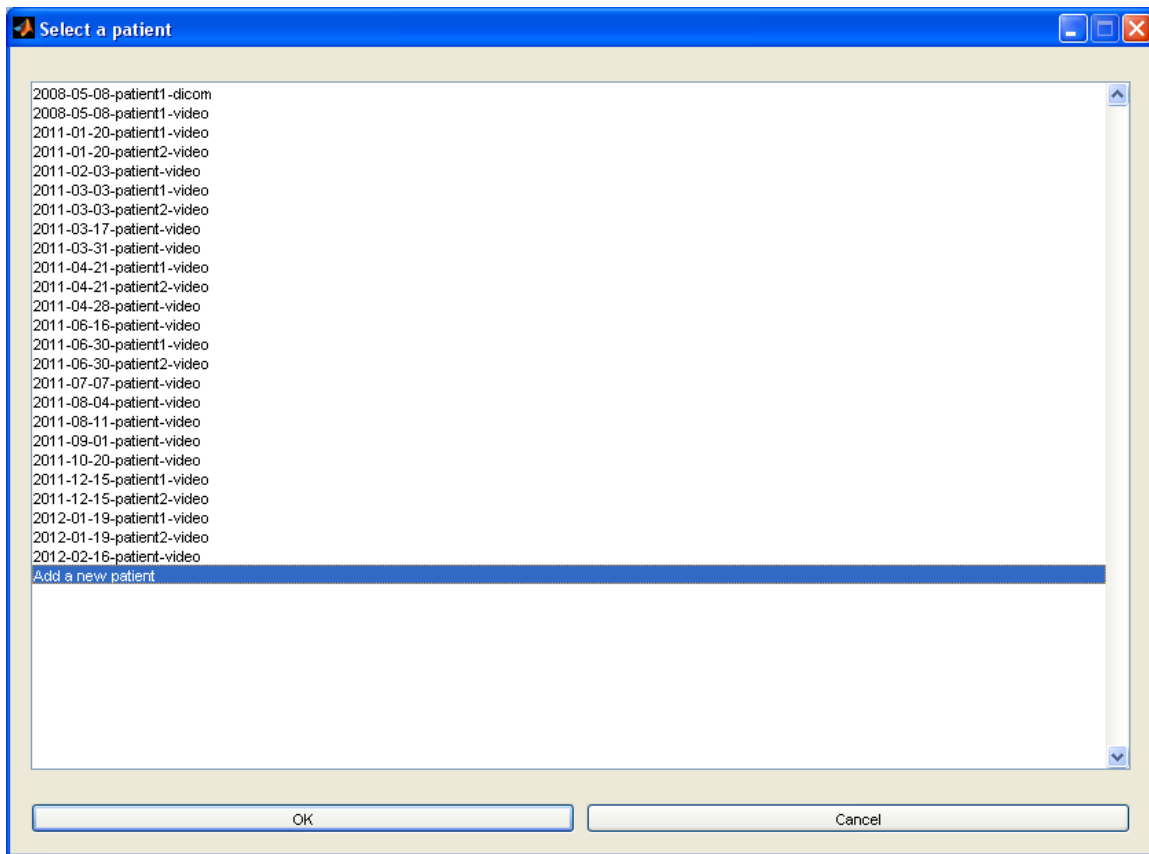 Select a patient
2008-05-08-patient1-dicom
2008-05-08-patient1-video
2011-01-20-patient1-video
2011-01-20-patient2-video
2011-02-03-patient-video
2011-03-03-patient1-video
2011-03-03-patient2-video
2011-03-17-patient-video
2011-03-31-patient-video
2011-04-21-patient1-video
2011-04-21-patient2-video
2011-04-28-patient-video
2011-06-16-patient-video
2011-06-30-patient1-video
2011-06-30-patient2-video
2011-07-07-patient-video
2011-08-04-patient-video
2011-08-11-patient-video
2011-09-01-patient-video
2011-10-20-patient-video
2011-12-15-patient1-video
2011-12-15-patient2-video
2012-01-19-patient1-video
2012-01-19-patient2-video
2012-02-16-patient-video
Add a new patient
OK Cancel